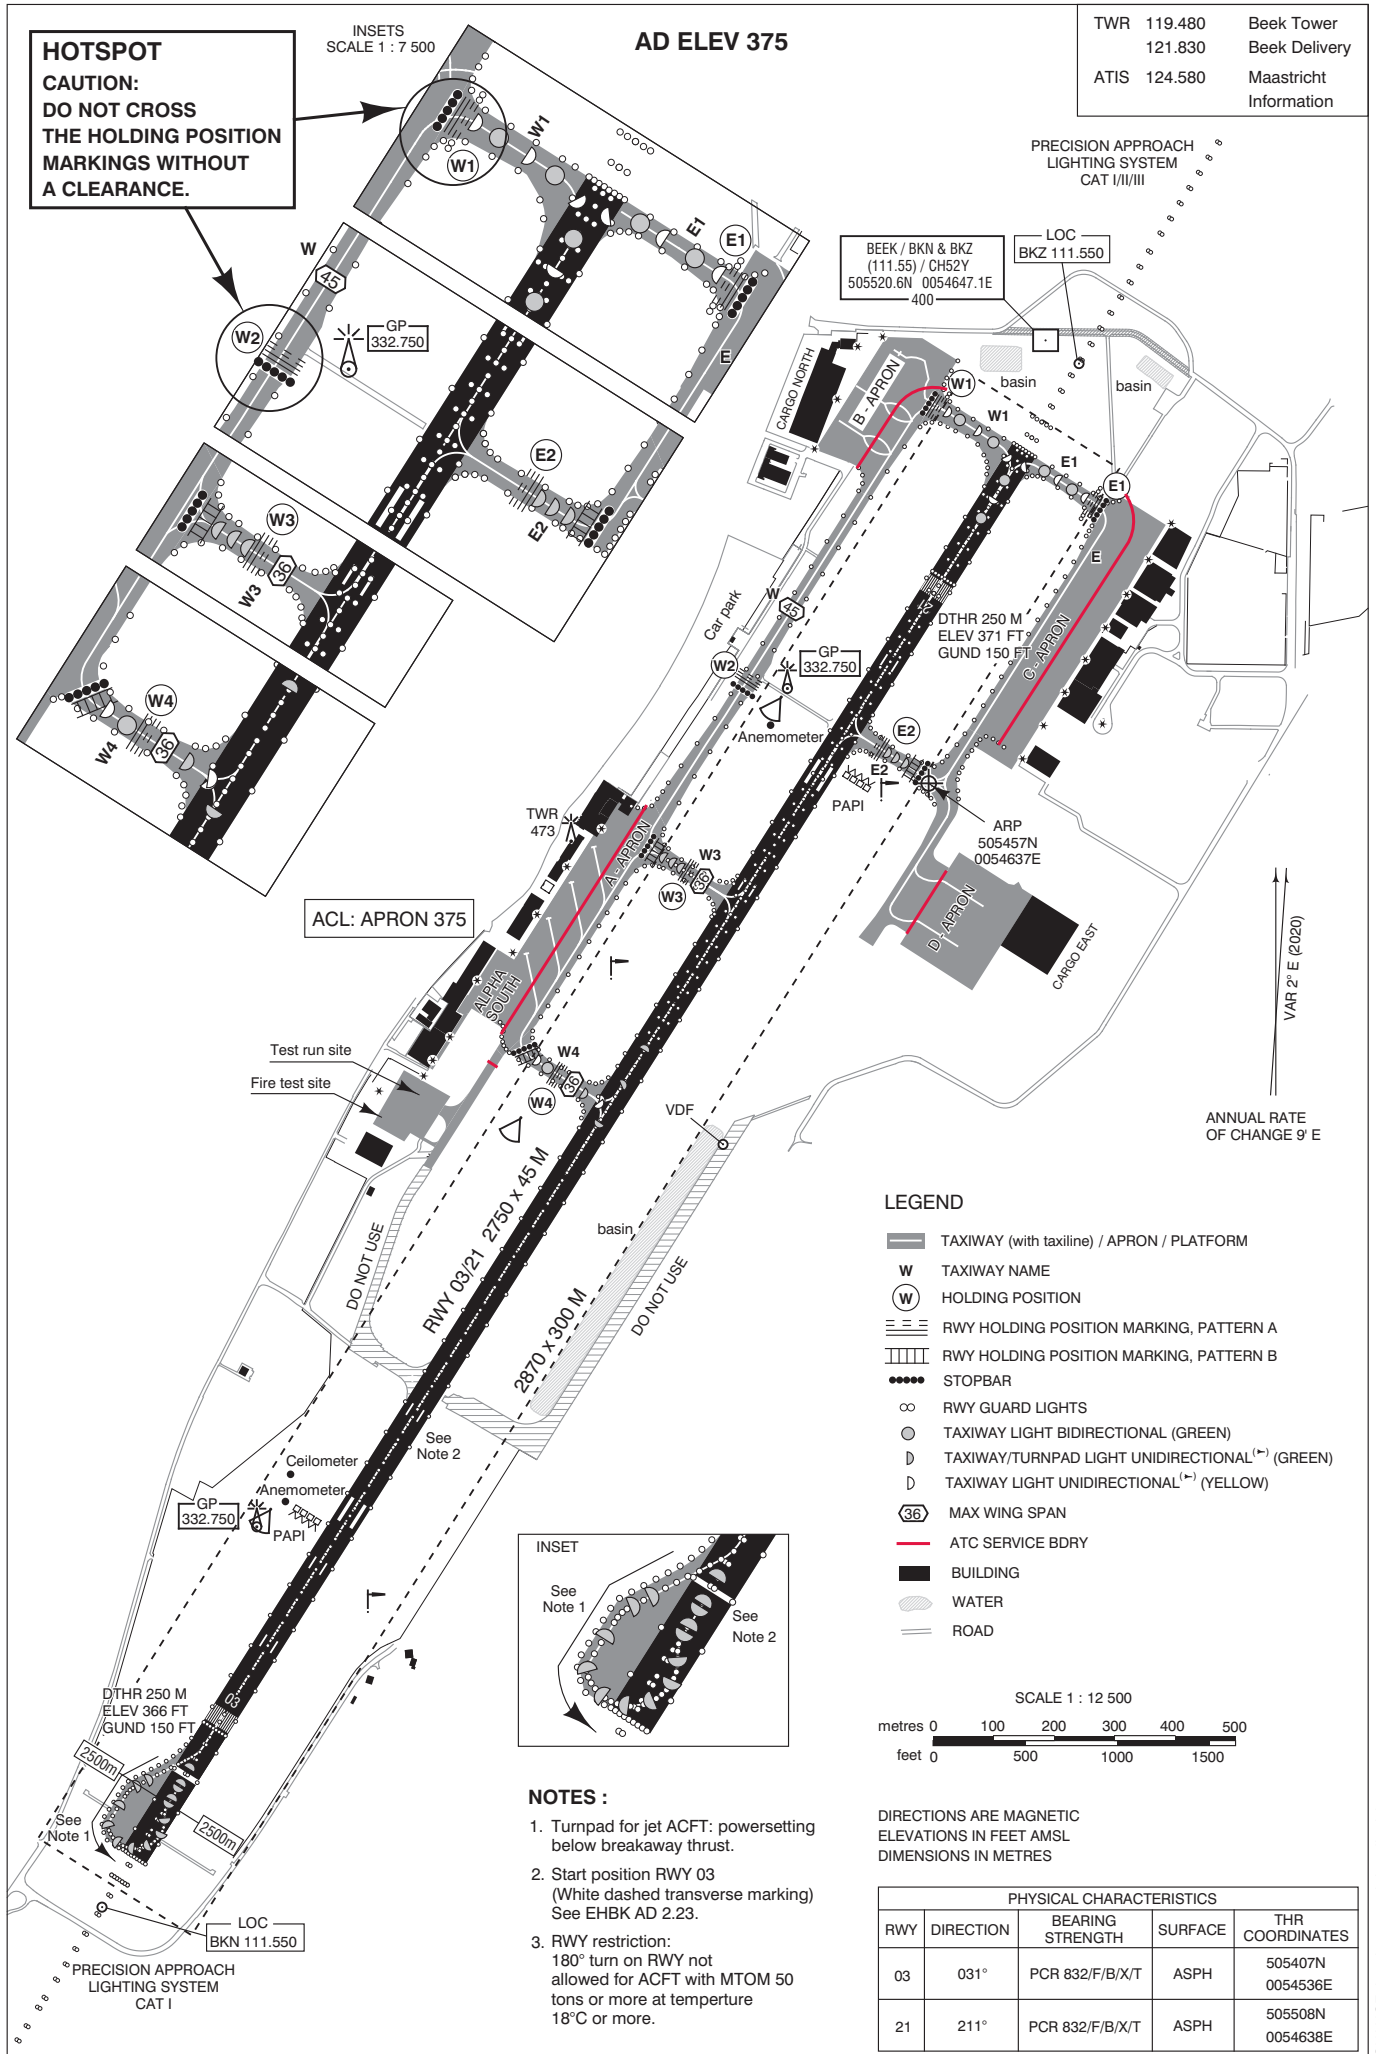 HOTSPOT
CAUTION:
DO NOT CROSS
THE HOLDING POSITION
MARKINGS WITHOUT
A CLEARANCE.
INSETS
SCALE 1 : 7 500
AD ELEV 375
TWR 119.480 Beek Tower
121.830 Beek Delivery
ATIS 124.580 Maastricht
Information
PRECISION APPROACH
LIGHTING SYSTEM
CAT I/II/III
W1
W1
E1
E1
E
W
45
W2
GP
332.750
E2
E2
W3
36
W3
W4
36
W4
BEEK / BKN & BKZ
(111.55) / CH52Y
505520.6N 0054647.1E
400
LOC
BKZ 111.550
CARGO NORTH
B - APRON
W1
W1
basin
basin
E1
E1
E
Car park
W
45
21
DTHR 250 M
ELEV 371 FT
GUND 150 FT
C - APRON
W2
GP
332.750
Anemometer
E2
E2
PAPI
ARP
505457N
0054637E
TWR
473
A - APRON
W3
36
W3
D - APRON
CARGO EAST
ACL: APRON 375
ALPHA
SOUTH
VAR 2° E (2020)
ANNUAL RATE
OF CHANGE 9' E
Test run site
Fire test site
W4
36
W4
VDF
RWY 03/21 2750 x 45 M
basin
DO NOT USE
DO NOT USE
2870 x 300 M
See
Note 2
Ceilometer
Anemometer
GP
332.750
PAPI
03
DTHR 250 M
ELEV 366 FT
GUND 150 FT
2500m
2500m
See
Note 1
LOC
BKN 111.550
PRECISION APPROACH
LIGHTING SYSTEM
CAT I
INSET
See
Note 1
See
Note 2
LEGEND
TAXIWAY (with taxiline) / APRON / PLATFORM
W TAXIWAY NAME
W HOLDING POSITION
RWY HOLDING POSITION MARKING, PATTERN A
RWY HOLDING POSITION MARKING, PATTERN B
STOPBAR
RWY GUARD LIGHTS
TAXIWAY LIGHT BIDIRECTIONAL (GREEN)
TAXIWAY/TURNPAD LIGHT UNIDIRECTIONAL (GREEN)
TAXIWAY LIGHT UNIDIRECTIONAL (YELLOW)
36 MAX WING SPAN
ATC SERVICE BDRY
BUILDING
WATER
ROAD
SCALE 1 : 12 500
metres 0 100 200 300 400 500
feet 0 500 1000 1500
NOTES :
1. Turnpad for jet ACFT: powersetting
below breakaway thrust.
2. Start position RWY 03
(White dashed transverse marking)
See EHBK AD 2.23.
3. RWY restriction:
180° turn on RWY not
allowed for ACFT with MTOM 50
tons or more at temperture
18°C or more.
DIRECTIONS ARE MAGNETIC
ELEVATIONS IN FEET AMSL
DIMENSIONS IN METRES
PHYSICAL CHARACTERISTICS
RWY DIRECTION BEARING STRENGTH SURFACE THR COORDINATES
03 031° PCR 832/F/B/X/T ASPH 505407N 0054536E
21 211° PCR 832/F/B/X/T ASPH 505508N 0054638E